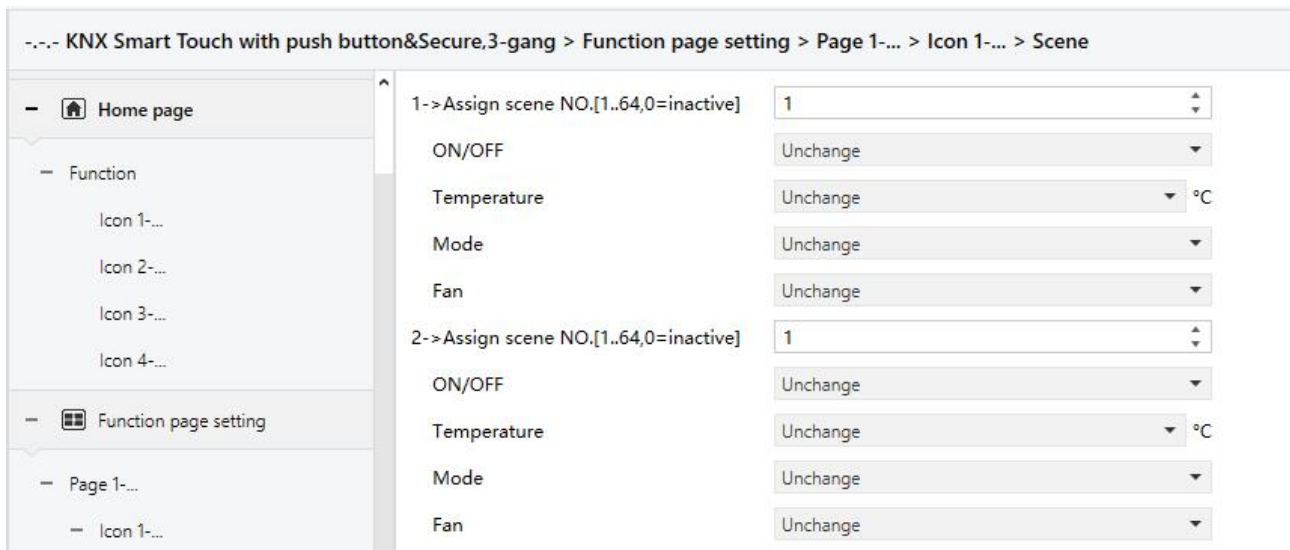 -.-.- KNX Smart Touch with push button&Secure,3-gang > Function page setting > Page 1-... > Icon 1-... > Scene
Home page
Function
Icon 1-...
Icon 2-...
Icon 3-...
Icon 4-...
Function page setting
Page 1-...
Icon 1-...
1->Assign scene NO.[1..64,0=inactive] 1
ON/OFF Unchange
Temperature Unchange °C
Mode Unchange
Fan Unchange
2->Assign scene NO.[1..64,0=inactive] 1
ON/OFF Unchange
Temperature Unchange °C
Mode Unchange
Fan Unchange